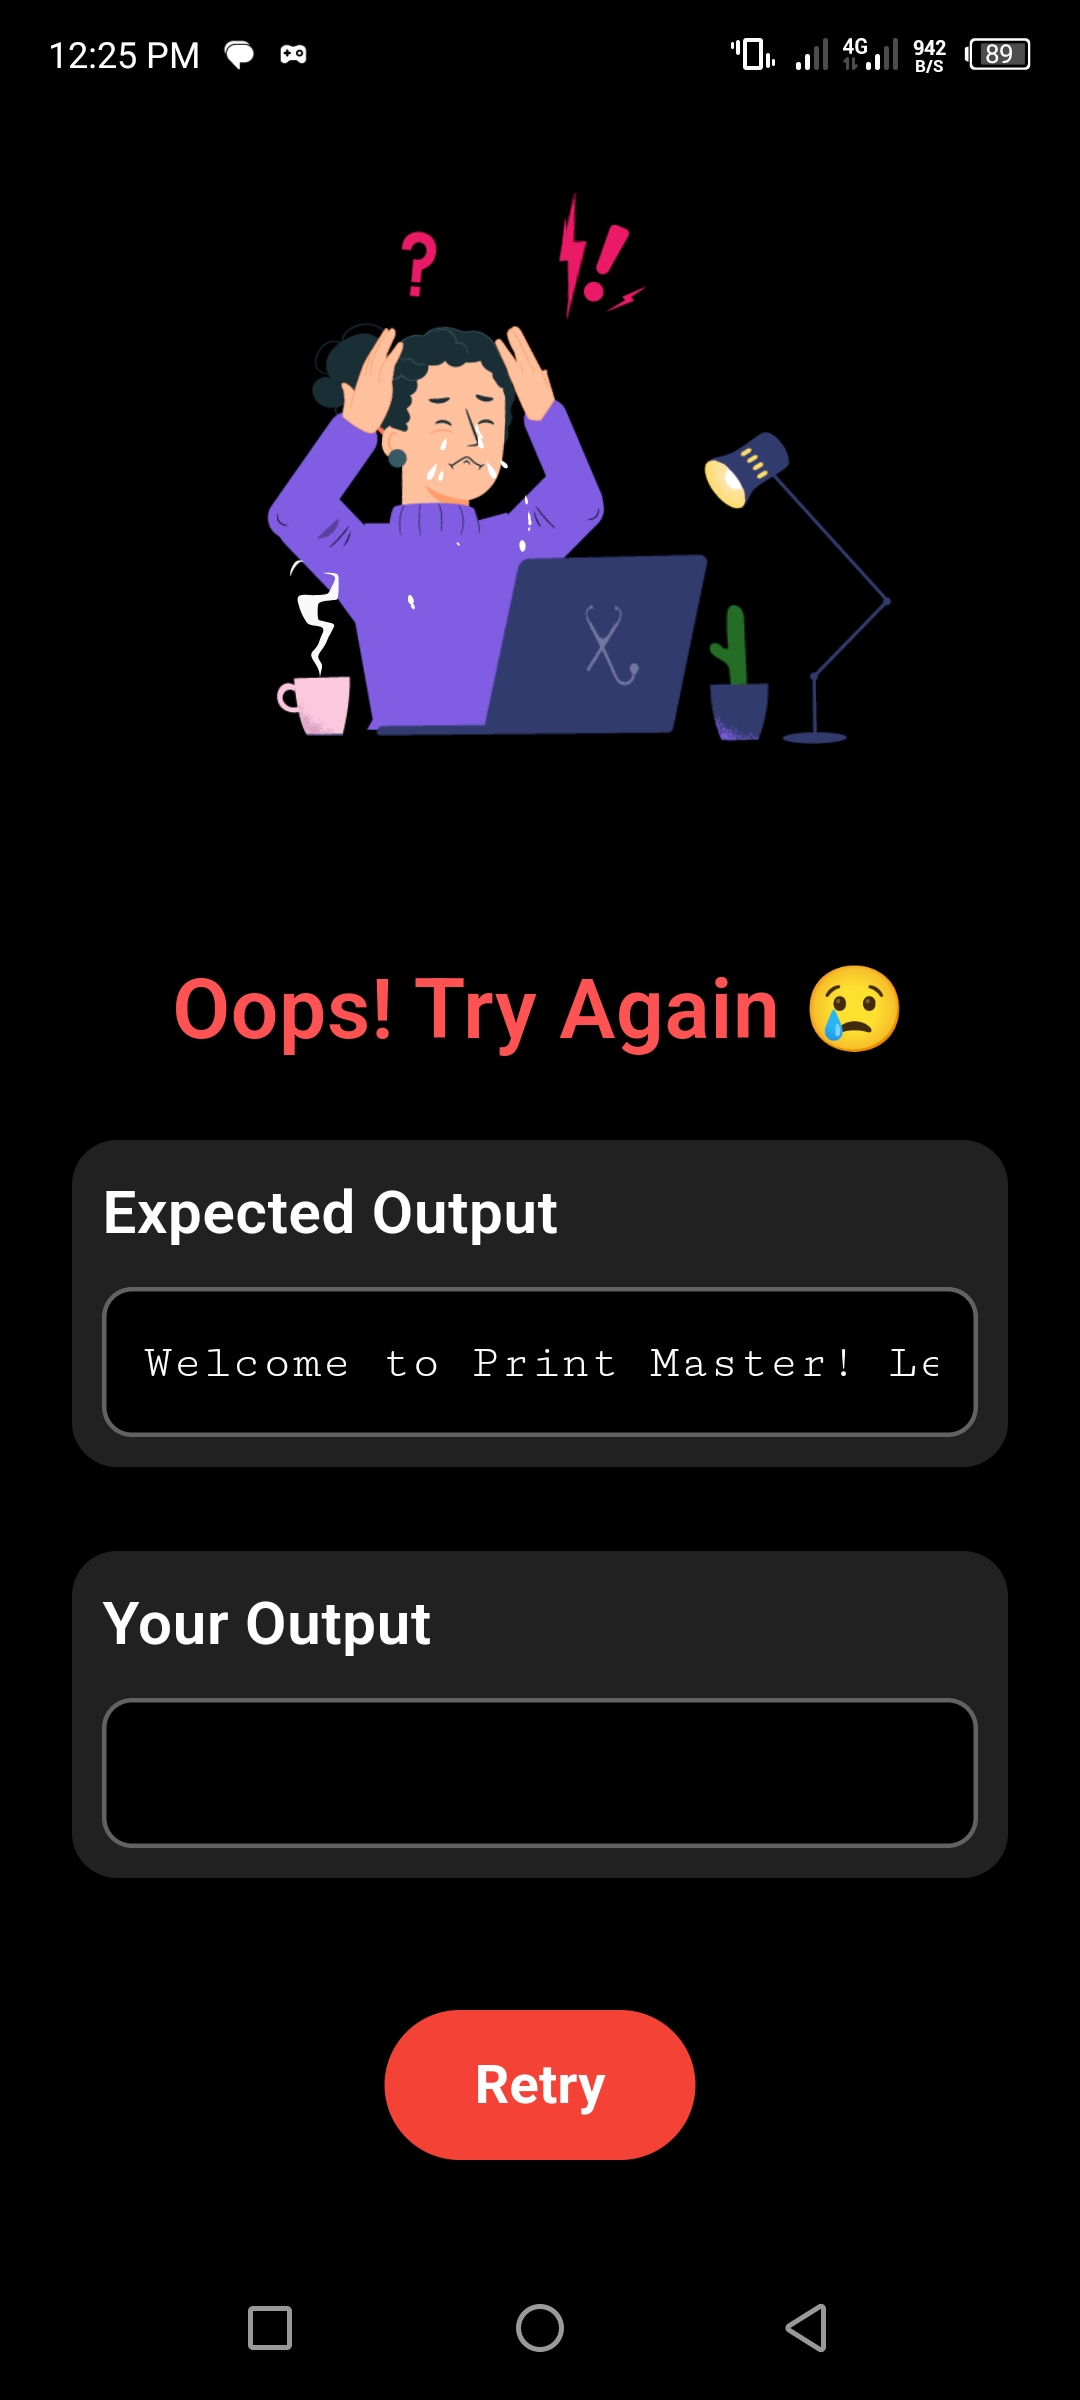 12:25 PM
4G
942
B/S
89
?
!
Oops! Try Again 😢
Expected Output
Welcome to Print Master! Le
Your Output
Retry